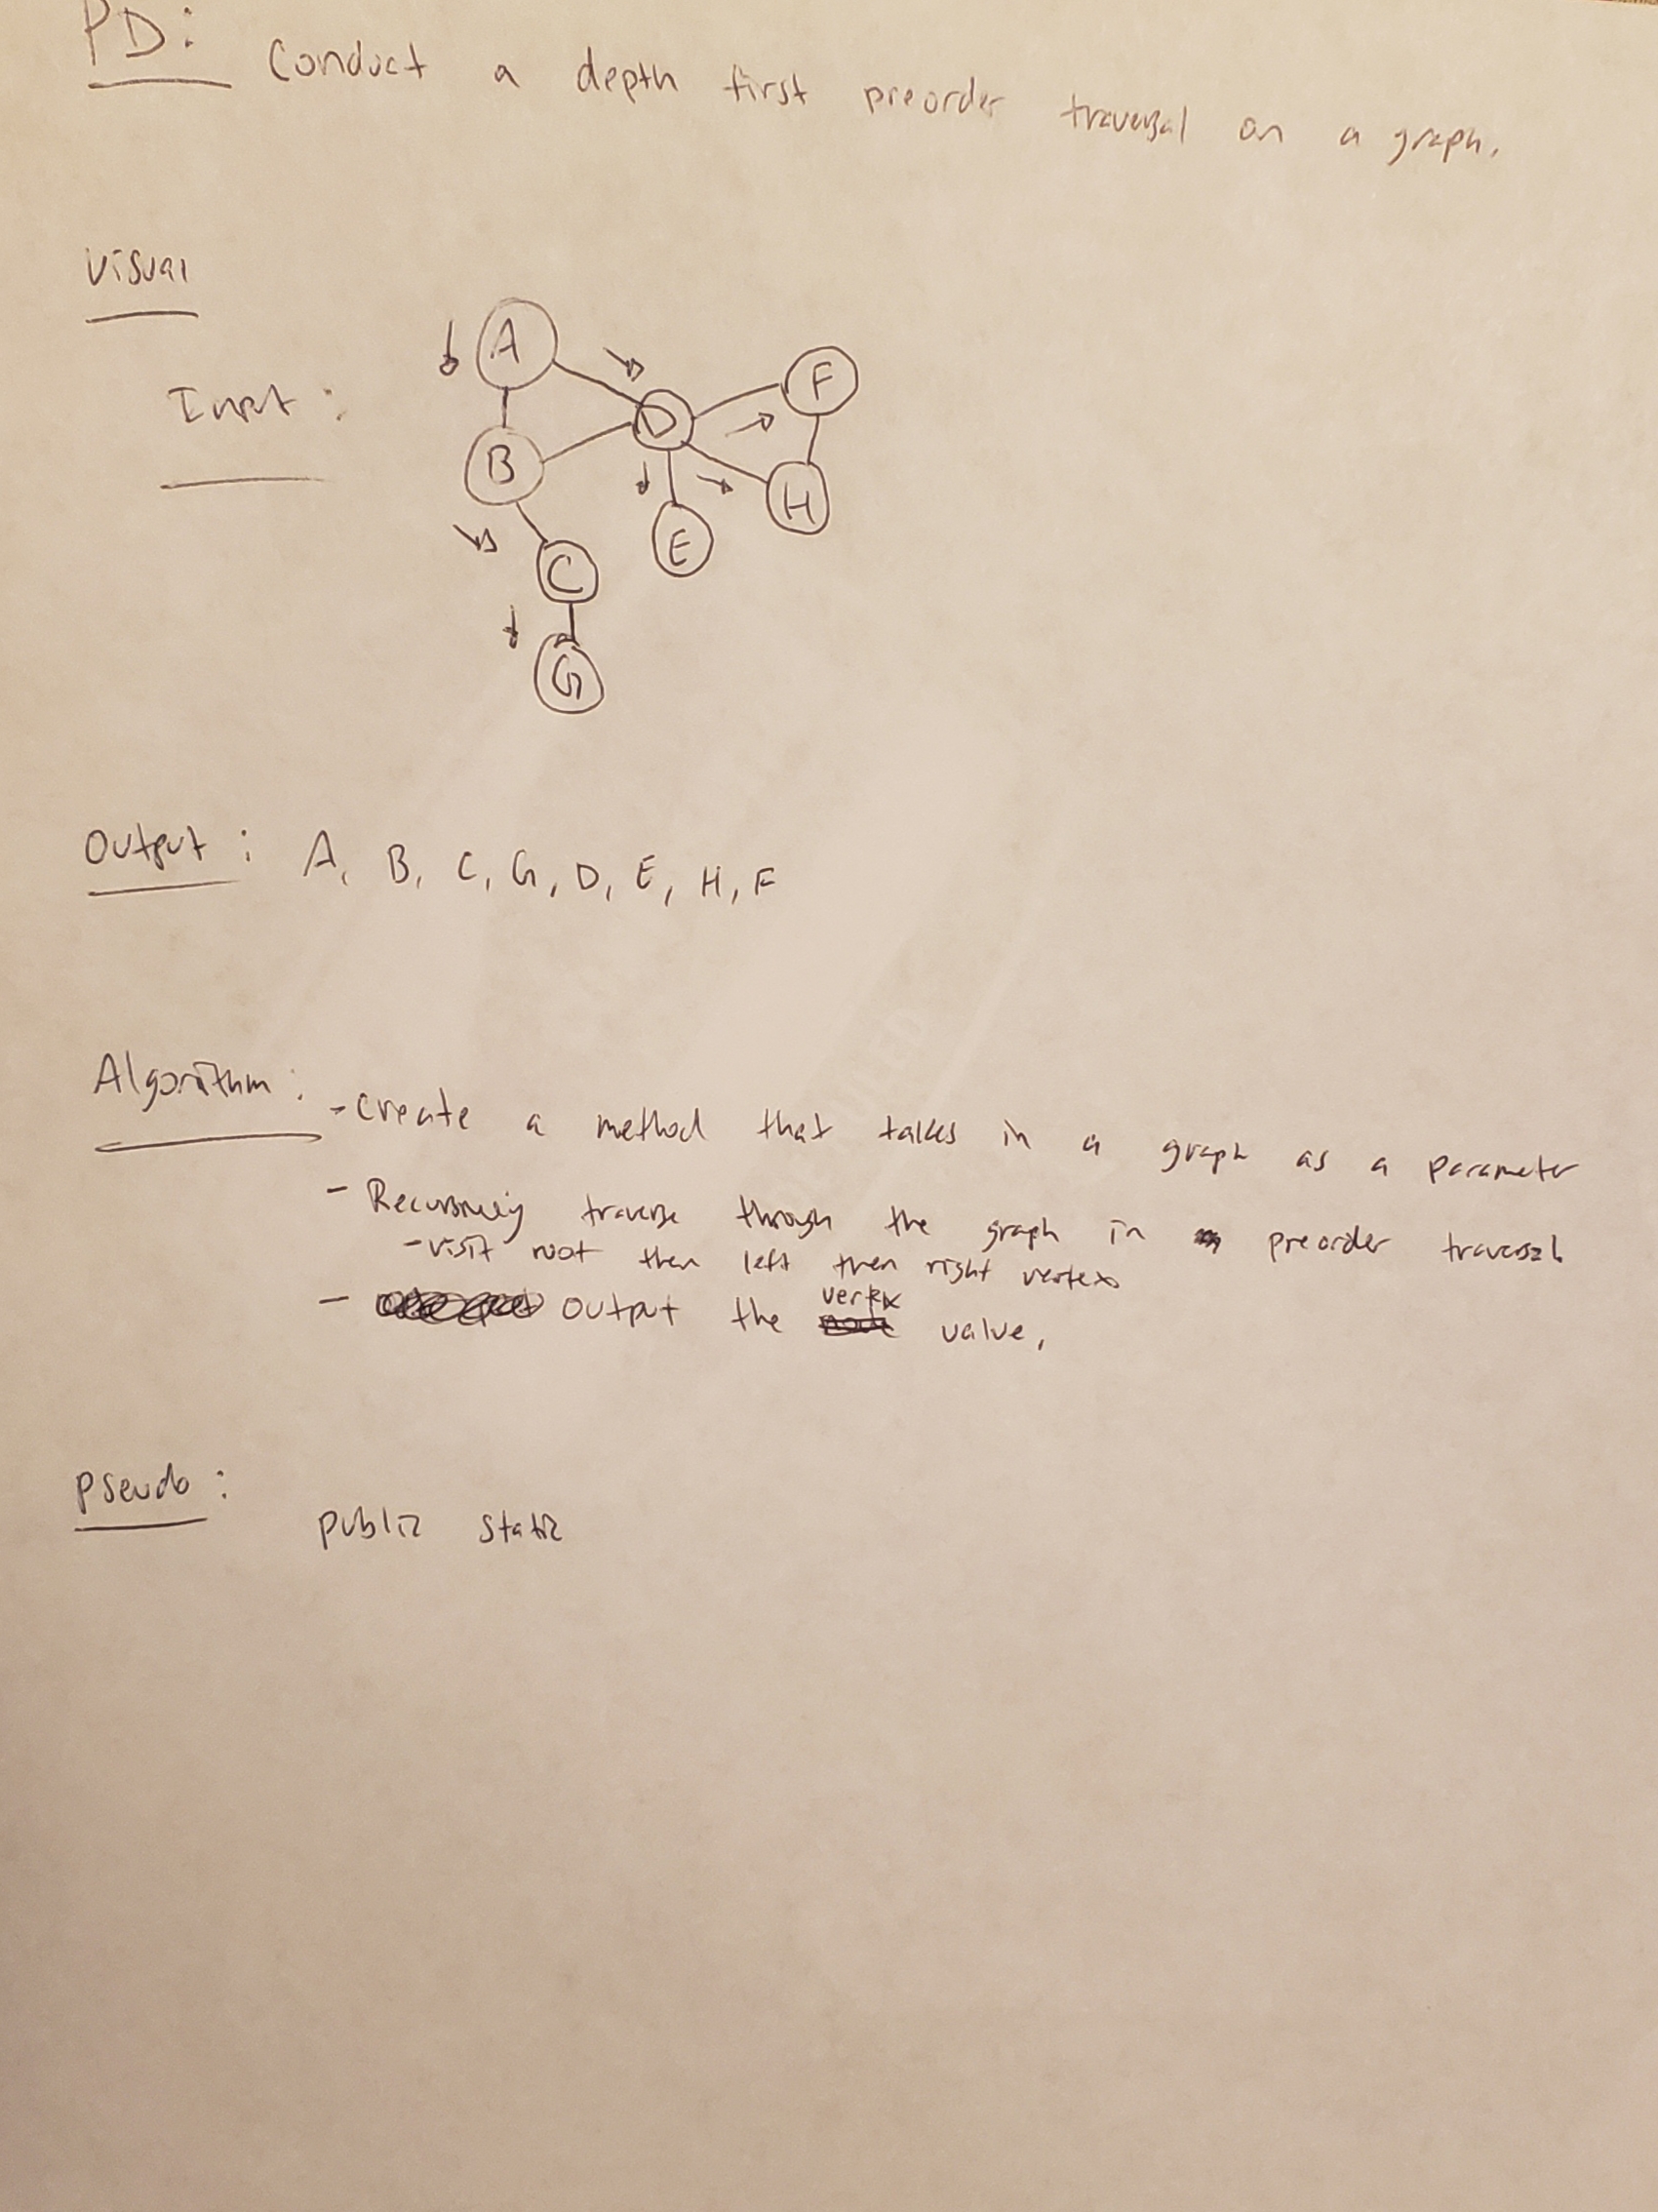 PD: Conduct a depth first preorder traversal on a graph.
Visual
Input:
A
F
D
B
H
E
C
G
Output: A, B, C, G, D, E, H, F
Algorithm: -Create a method that takes in a graph as a parameter
- Recursively traverse through the graph in preorder traversal
-visit root then left then right vertex
- output the vertex value.
Pseudo:
public static